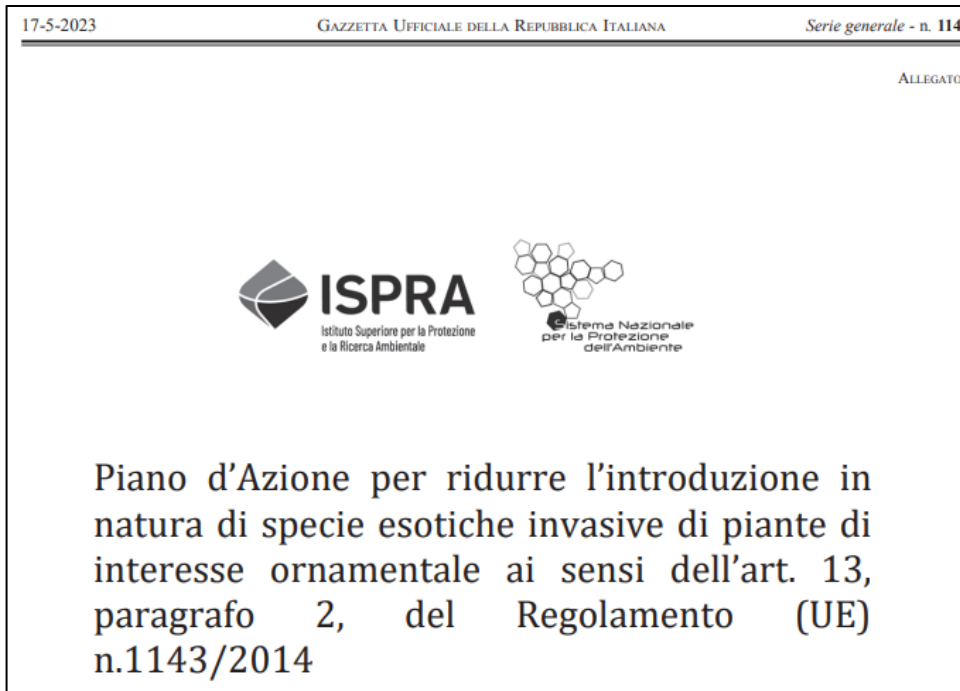 17-5-2023 GAZZETTA UFFICIALE DELLA REPUBBLICA ITALIANA Serie generale - n. 114
ALLEGATO
ISPRA
Istituto Superiore per la Protezione
e la Ricerca Ambientale
Sistema Nazionale
per la Protezione
dell'Ambiente
Piano d’Azione per ridurre l’introduzione in
natura di specie esotiche invasive di piante di
interesse ornamentale ai sensi dell’art. 13,
paragrafo 2, del Regolamento (UE)
n.1143/2014